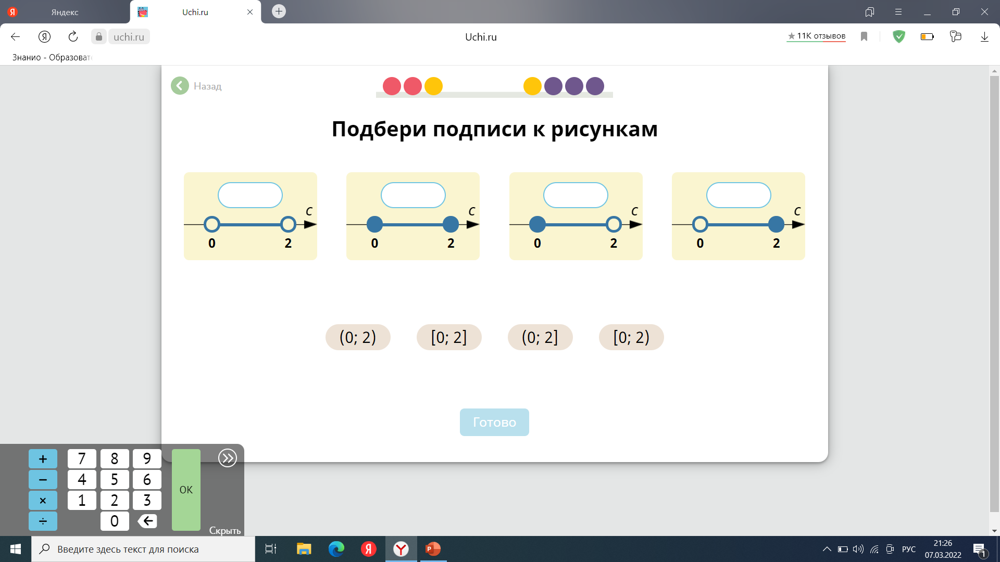 Яндекс
Uchi.ru
uchi.ru
Uchi.ru
★ 11К отзывов
Знанио - Образоват
Назад
Подбери подписи к рисункам
C
0 2
C
0 2
C
0 2
C
0 2
(0; 2) [0; 2] (0; 2] [0; 2)
Готово
+ 7 8 9
− 4 5 6
× 1 2 3
÷ 0
OK
Скрыть
Введите здесь текст для поиска
РУС
21:26
07.03.2022
1